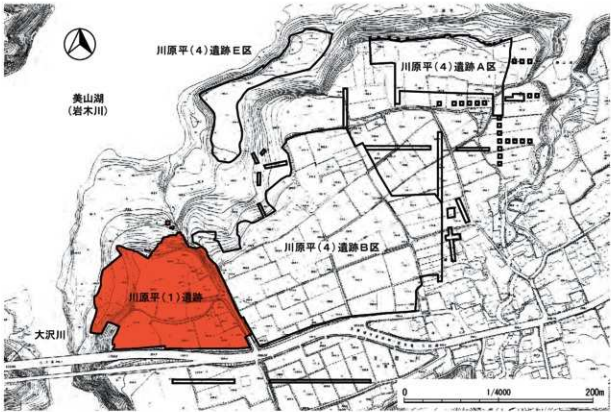 川原平(4)遺跡E区
川原平(4)遺跡A区
美山湖
(岩木川)
川原平(4)遺跡B区
川原平(1)遺跡
大沢川
0
1/4000
200m